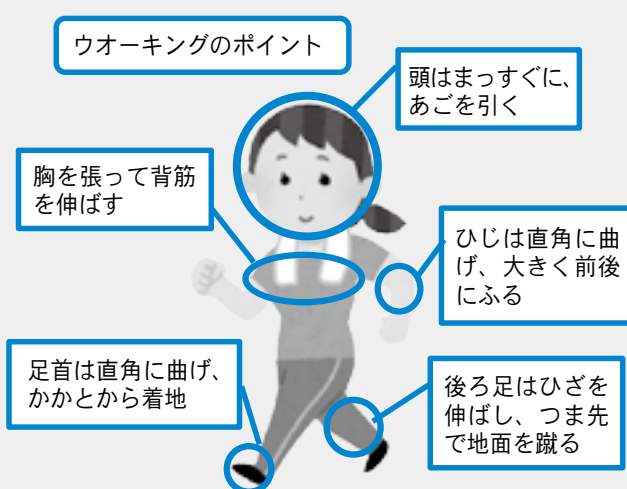 ウオーキングのポイント
頭はまっすぐに、
あごを引く
胸を張って背筋
を伸ばす
ひじは直角に曲
げ、大きく前後
にふる
足首は直角に曲げ、
かかとから着地
後ろ足はひざを
伸ばし、つま先
で地面を蹴る